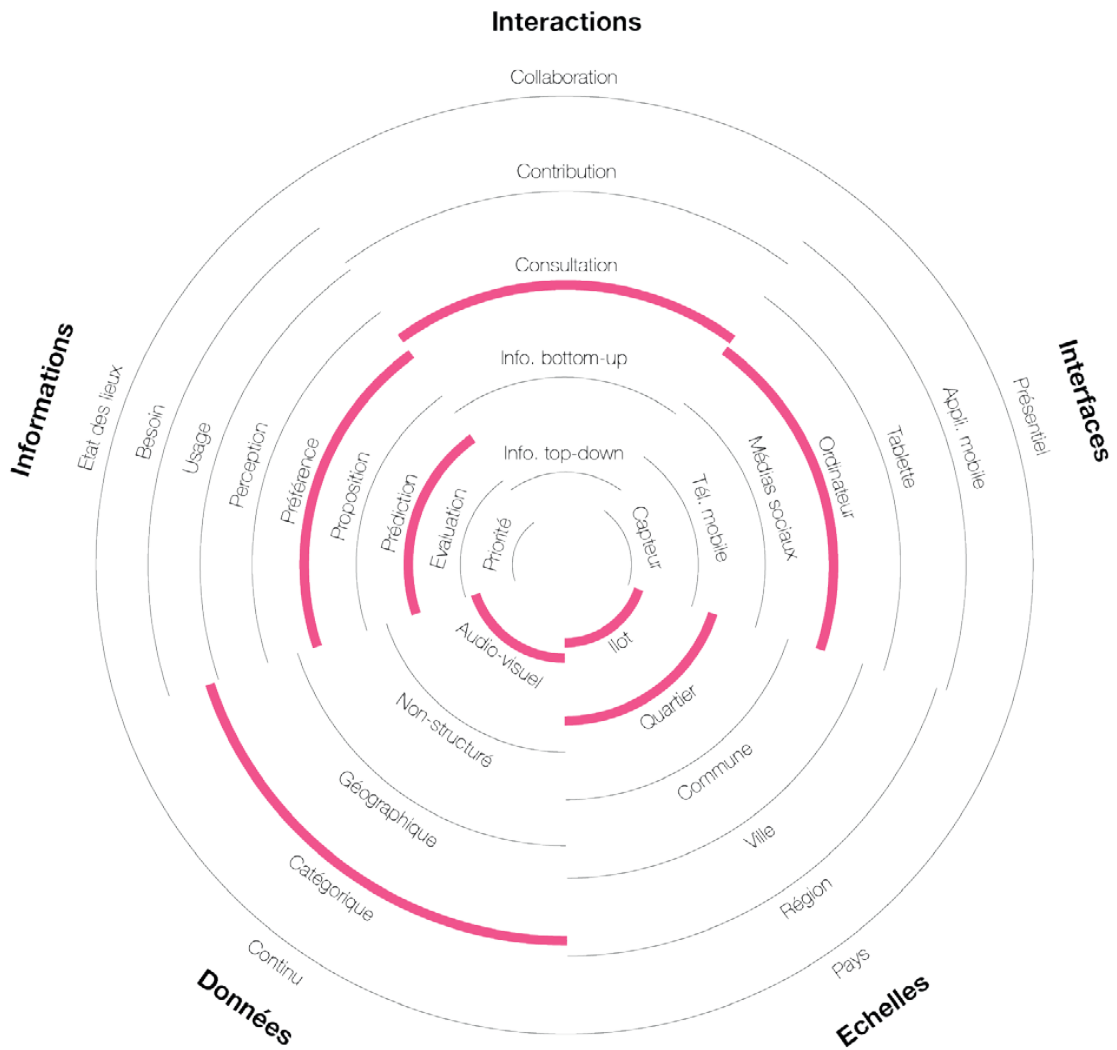 Interactions
Collaboration
Contribution
Consultation
Info. bottom-up
Info. top-down
Informations
Etat des lieux
Besoin
Usage
Perception
Préférence
Proposition
Prédiction
Evaluation
Priorité
Interfaces
Présentiel
Appli. mobile
Tablette
Ordinateur
Médias sociaux
Tél. mobile
Capteur
Audio-visuel
Non-structuré
Géographique
Catégorique
Continu
Données
Ilot
Quartier
Commune
Ville
Région
Pays
Echelles